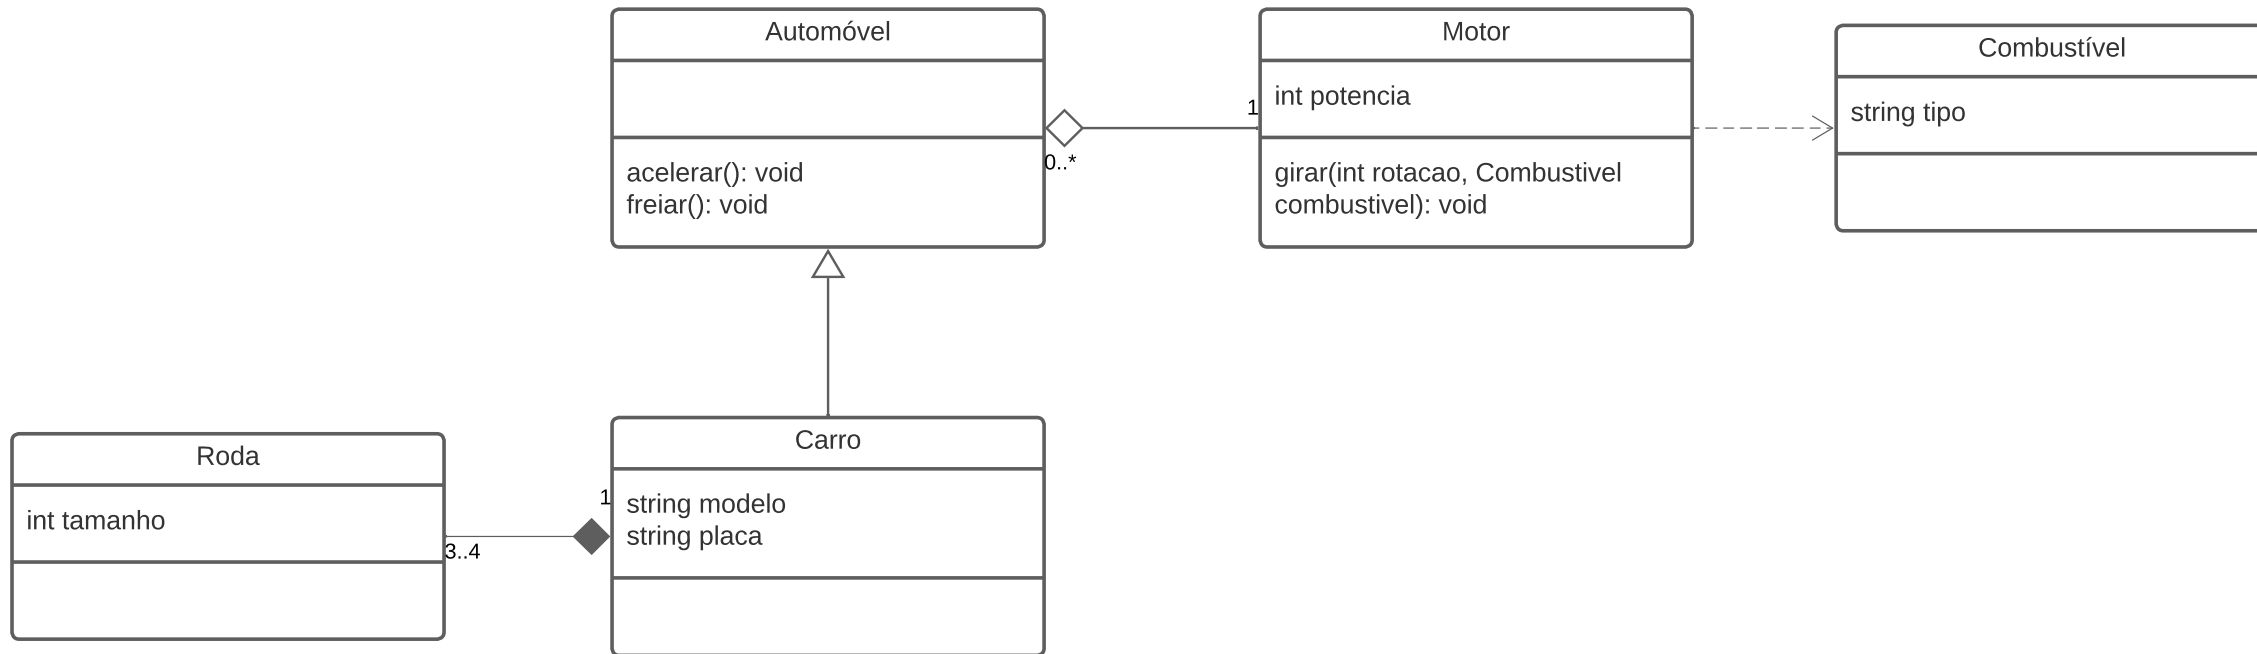 Automóvel
acelerar(): void
freiar(): void
0..*
1
Motor
int potencia
girar(int rotacao, Combustivel
combustivel): void
Combustível
string tipo
Roda
int tamanho
3..4
1
Carro
string modelo
string placa